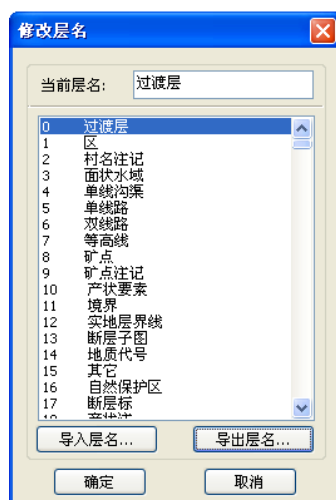 修改层名
当前层名: 过渡层
0 过渡层
1 区
2 村名注记
3 面状水域
4 单线沟渠
5 单线路
6 双线路
7 等高线
8 矿点
9 矿点注记
10 产状要素
11 境界
12 实地层界线
13 断层子图
14 地质代号
15 其它
16 自然保护区
17 断层标
导入层名... 导出层名...
确定 取消